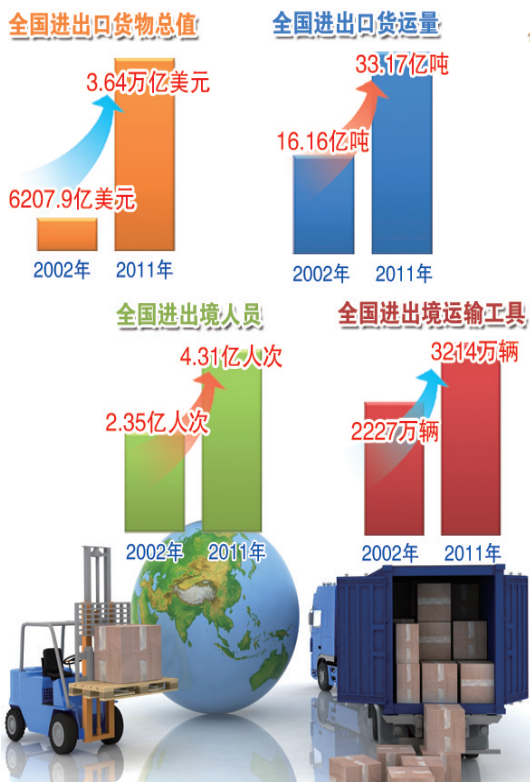 全国进出口货物总值
3.64万亿美元
6207.9亿美元
2002年
2011年
全国进出口货运量
33.17亿吨
16.16亿吨
2002年
2011年
全国进出境人员
4.31亿人次
2.35亿人次
2002年
2011年
全国进出境运输工具
3214万辆
2227万辆
2002年
2011年